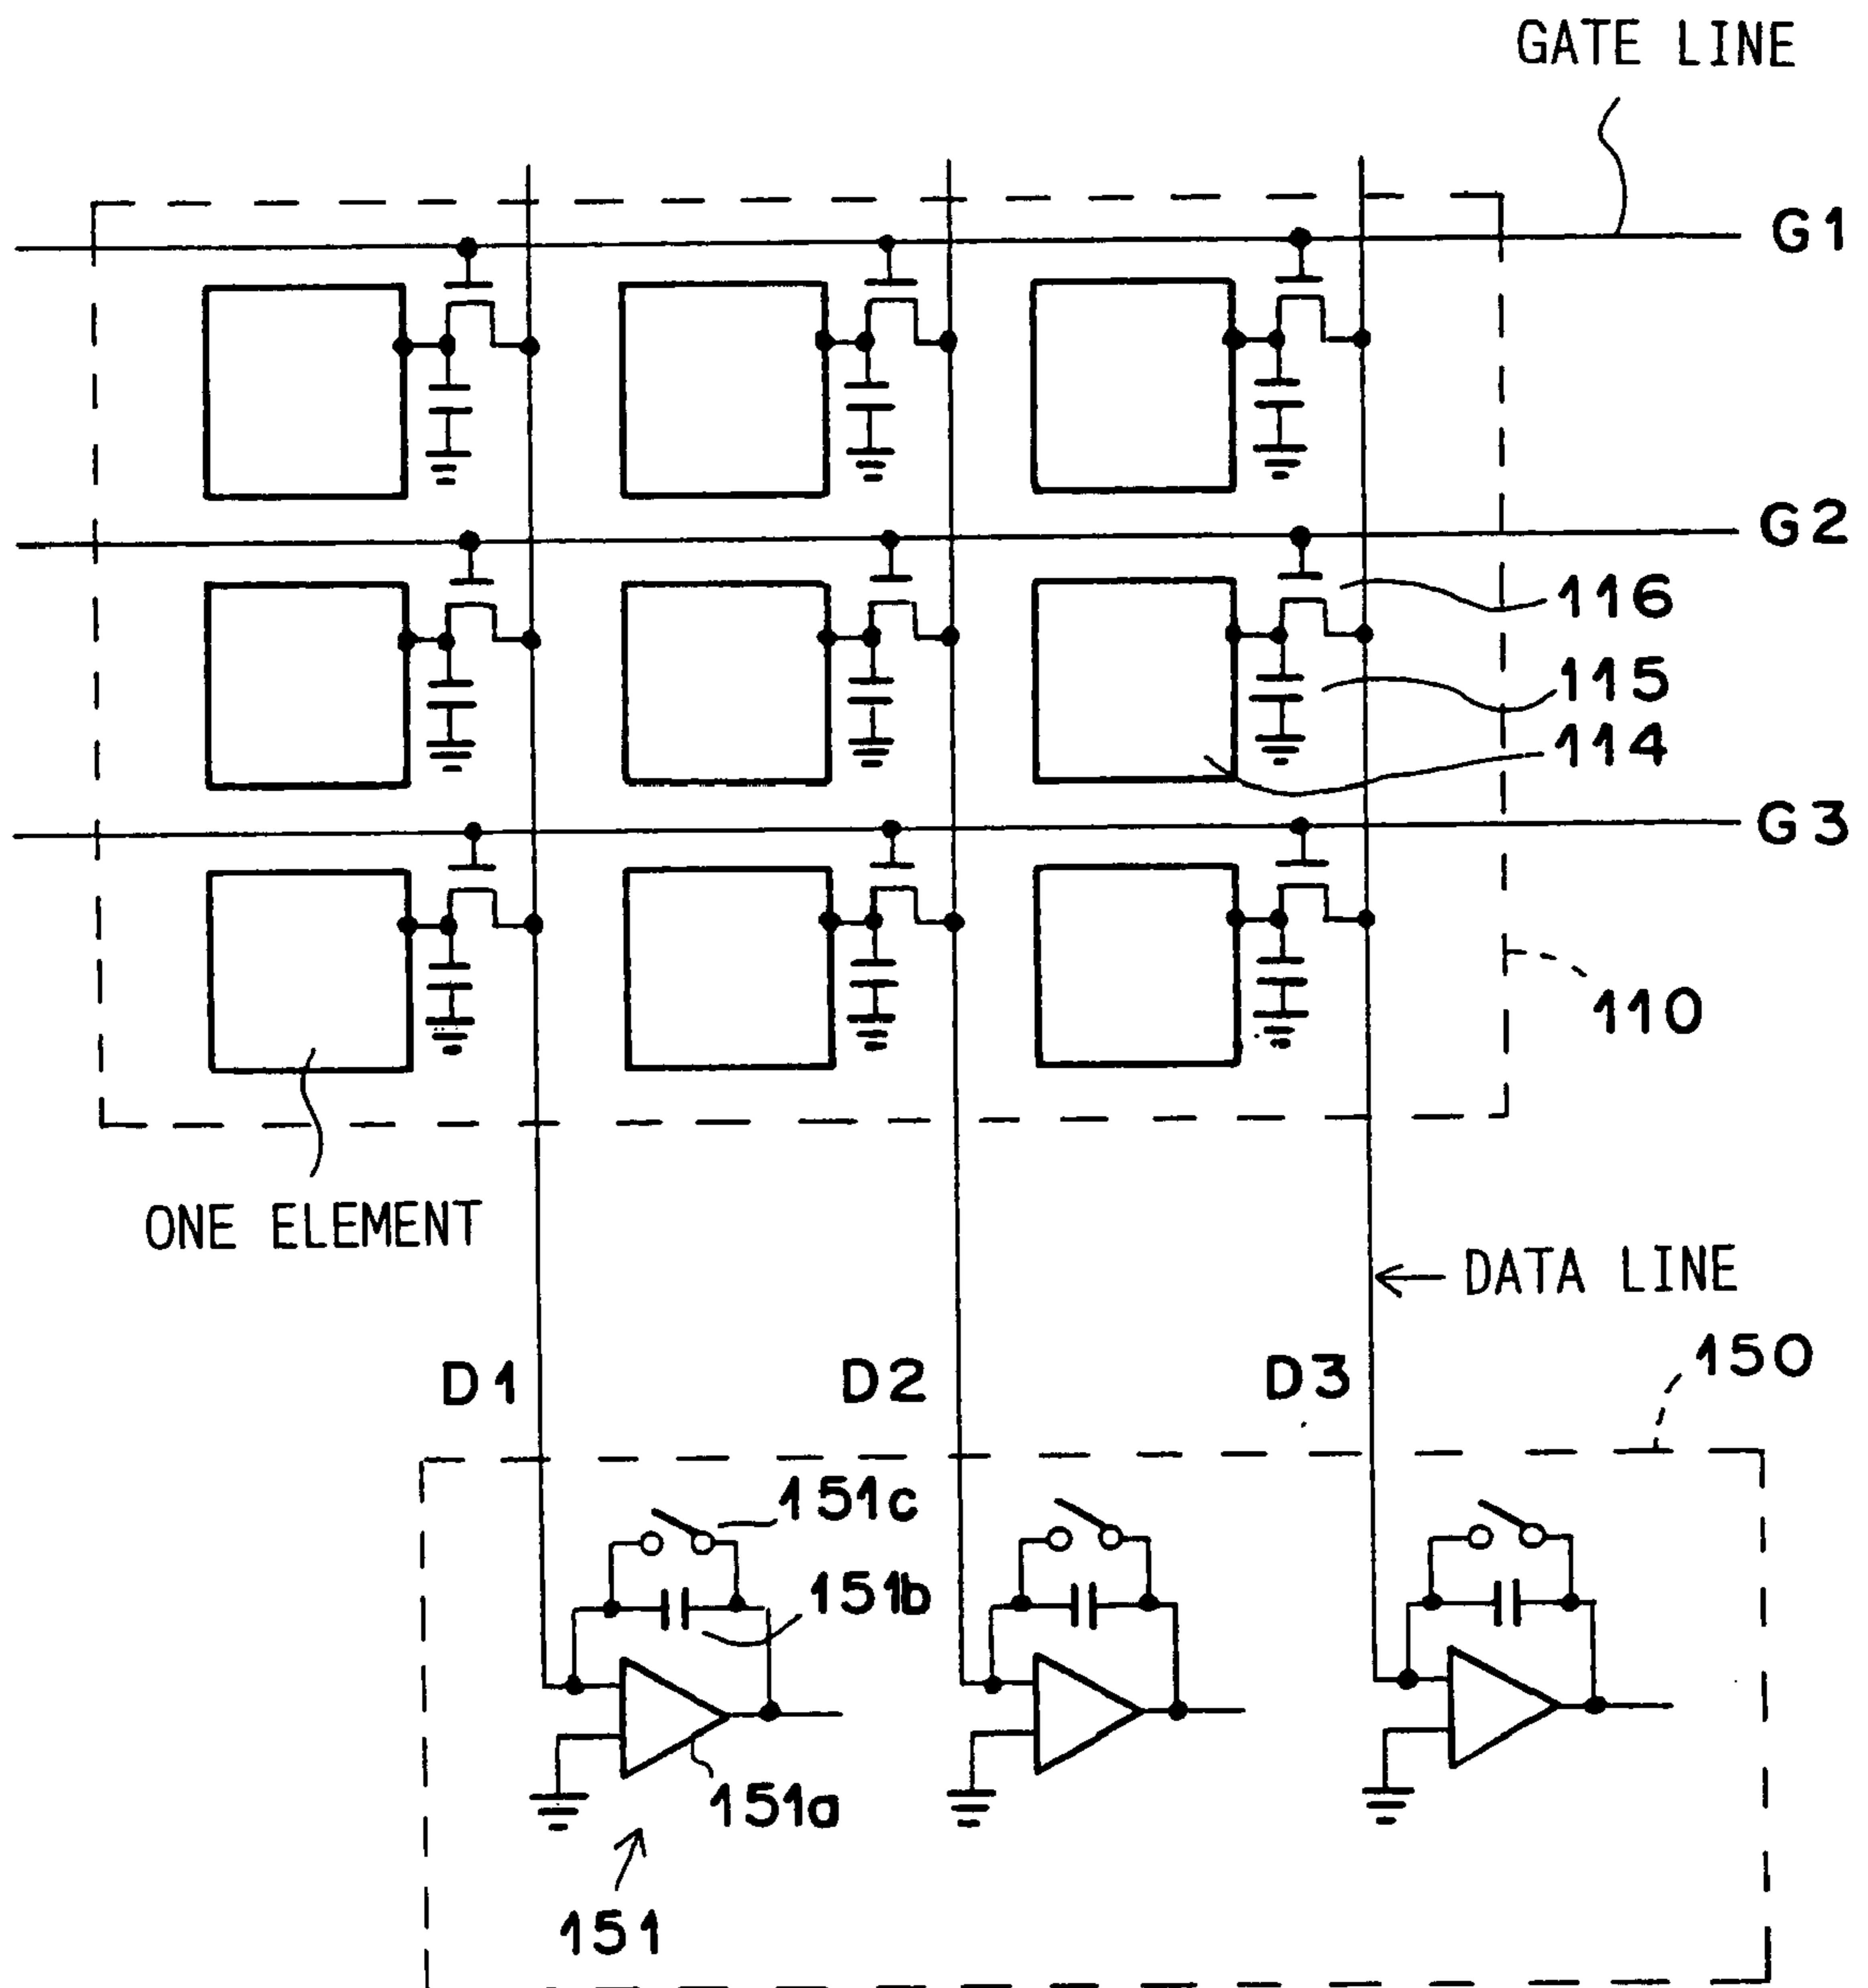 GATE LINE
G1
G2
116
115
114
G3
110
ONE ELEMENT
DATA LINE
150
D1
D2
D3
151c
151b
151a
151